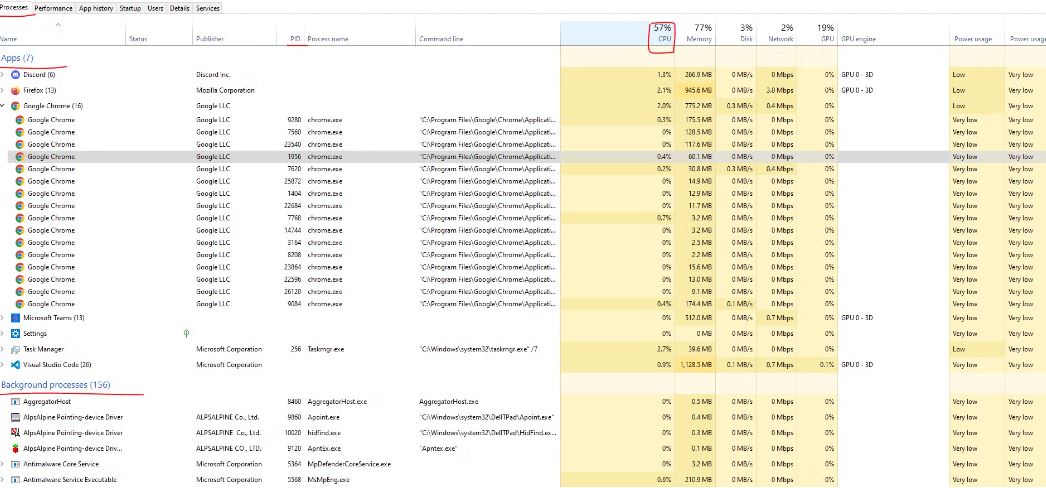 Processes Performance App history Startup Users Details Services
57% 77% 3% 2% 19%
Name Status Publisher PID Process name Command line CPU Memory Disk Network GPU GPU engine Power usage Power usag
Apps (7)
Discord (6) Discord Inc. 1.3% 266.9 MB 0 MB/s 0 Mbps 0% GPU 0 - 3D Low Very low
Firefox (13) Mozilla Corporation 2.1% 945.6 MB 0 MB/s 3.0 Mbps 0% GPU 0 - 3D Low Very low
Google Chrome (16) Google LLC 2.0% 775.2 MB 0.3 MB/s 0.4 Mbps 0% Low Very low
Google Chrome Google LLC 9280 chrome.exe "C:\Program Files\Google\Chrome\Applicati... 0.3% 175.5 MB 0 MB/s 0 Mbps 0% Very low Very low
Google Chrome Google LLC 7560 chrome.exe "C:\Program Files\Google\Chrome\Applicati... 0% 128.5 MB 0 MB/s 0 Mbps 0% Very low Very low
Google Chrome Google LLC 23540 chrome.exe "C:\Program Files\Google\Chrome\Applicati... 0% 117.6 MB 0 MB/s 0 Mbps 0% Very low Very low
Google Chrome Google LLC 1956 chrome.exe "C:\Program Files\Google\Chrome\Applicati... 0.4% 60.1 MB 0 MB/s 0 Mbps 0% Very low Very low
Google Chrome Google LLC 7620 chrome.exe "C:\Program Files\Google\Chrome\Applicati... 0.2% 30.8 MB 0.3 MB/s 0.4 Mbps 0% Very low Very low
Google Chrome Google LLC 25872 chrome.exe "C:\Program Files\Google\Chrome\Applicati... 0% 14.9 MB 0 MB/s 0 Mbps 0% Very low Very low
Google Chrome Google LLC 1404 chrome.exe "C:\Program Files\Google\Chrome\Applicati... 0% 12.9 MB 0 MB/s 0 Mbps 0% Very low Very low
Google Chrome Google LLC 22684 chrome.exe "C:\Program Files\Google\Chrome\Applicati... 0% 11.7 MB 0 MB/s 0 Mbps 0% Very low Very low
Google Chrome Google LLC 7768 chrome.exe "C:\Program Files\Google\Chrome\Applicati... 0.7% 3.2 MB 0 MB/s 0 Mbps 0% Very low Very low
Google Chrome Google LLC 14744 chrome.exe "C:\Program Files\Google\Chrome\Applicati... 0% 3.2 MB 0 MB/s 0 Mbps 0% Very low Very low
Google Chrome Google LLC 3164 chrome.exe "C:\Program Files\Google\Chrome\Applicati... 0% 2.5 MB 0 MB/s 0 Mbps 0% Very low Very low
Google Chrome Google LLC 8208 chrome.exe "C:\Program Files\Google\Chrome\Applicati... 0% 2.2 MB 0 MB/s 0 Mbps 0% Very low Very low
Google Chrome Google LLC 23864 chrome.exe "C:\Program Files\Google\Chrome\Applicati... 0% 15.6 MB 0 MB/s 0 Mbps 0% Very low Very low
Google Chrome Google LLC 22596 chrome.exe "C:\Program Files\Google\Chrome\Applicati... 0% 13.0 MB 0 MB/s 0 Mbps 0% Very low Very low
Google Chrome Google LLC 26120 chrome.exe "C:\Program Files\Google\Chrome\Applicati... 0% 9.1 MB 0 MB/s 0 Mbps 0% Very low Very low
Google Chrome Google LLC 9084 chrome.exe "C:\Program Files\Google\Chrome\Applicati... 0.4% 174.4 MB 0.1 MB/s 0 Mbps 0% Very low Very low
Microsoft Teams (13) 0% 512.0 MB 0 MB/s 0.7 Mbps 0% GPU 0 - 3D Very low Very low
Settings 0% 0 MB 0 MB/s 0 Mbps 0% Very low Very low
Task Manager Microsoft Corporation 256 Taskmgr.exe "C:\Windows\system32\taskmgr.exe" /7 2.7% 39.6 MB 0 MB/s 0 Mbps 0% Low Very low
Visual Studio Code (26) Microsoft Corporation 0.9% 1,128.5 MB 0.1 MB/s 0.7 Mbps 0.1% GPU 0 - 3D Very low Very low
Background processes (156)
AggregatorHost 8460 AggregatorHost.exe AggregatorHost.exe 0% 0.5 MB 0 MB/s 0 Mbps 0% Very low Very low
AlpsAlpine Pointing-device Driver ALPSALPINE Co., Ltd. 9860 Apoint.exe "C:\Windows\system32\DellTPad\Apoint.exe" 0% 0.4 MB 0 MB/s 0 Mbps 0% Very low Very low
AlpsAlpine Pointing-device Driver ALPSALPINE Co., Ltd. 10020 hidfind.exe "C:\Windows\system32\DellTPad\HidFind.ex... 0% 0.3 MB 0 MB/s 0 Mbps 0% Very low Very low
AlpsAlpine Pointing-device Driv... ALPSALPINE CO., LTD. 9100 ApntEx.exe "Apntex.exe" 0% 0.1 MB 0 MB/s 0 Mbps 0% Very low Very low
Antimalware Core Service Microsoft Corporation 5364 MpDefenderCoreService.exe 0% 3.2 MB 0 MB/s 0 Mbps 0% Very low Very low
Antimalware Service Executable Microsoft Corporation 5568 MsMpEng.exe 0.6% 210.9 MB 0 MB/s 0 Mbps 0% Very low Very low